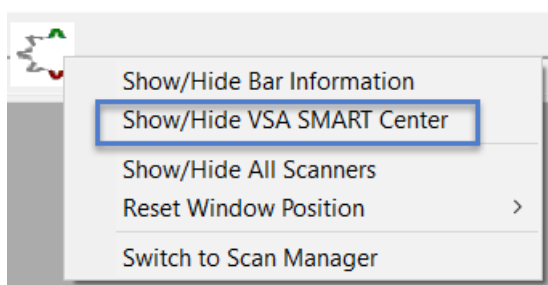 Show/Hide Bar Information
Show/Hide VSA SMART Center
Show/Hide All Scanners
Reset Window Position
Switch to Scan Manager